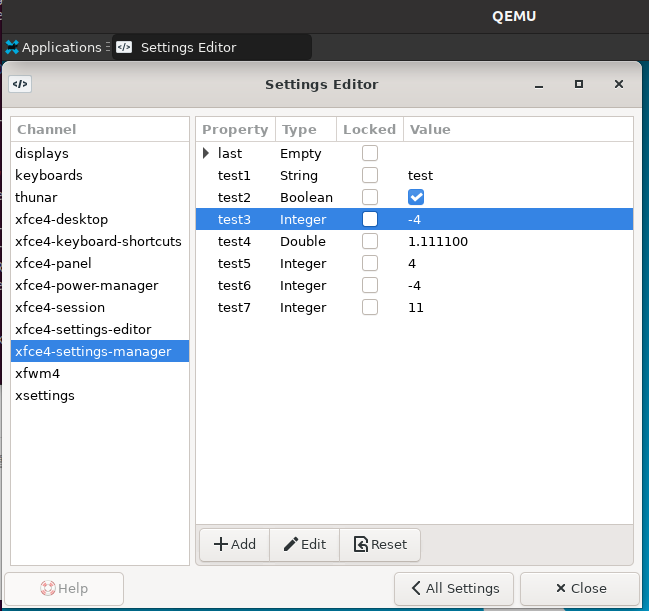 QEMU
Applications Settings Editor
Settings Editor
Channel
displays
keyboards
thunar
xfce4-desktop
xfce4-keyboard-shortcuts
xfce4-panel
xfce4-power-manager
xfce4-session
xfce4-settings-editor
xfce4-settings-manager
xfwm4
xsettings
Property Type Locked Value
last Empty
test1 String test
test2 Boolean
test3 Integer -4
test4 Double 1.111100
test5 Integer 4
test6 Integer -4
test7 Integer 11
Add Edit Reset
Help All Settings Close